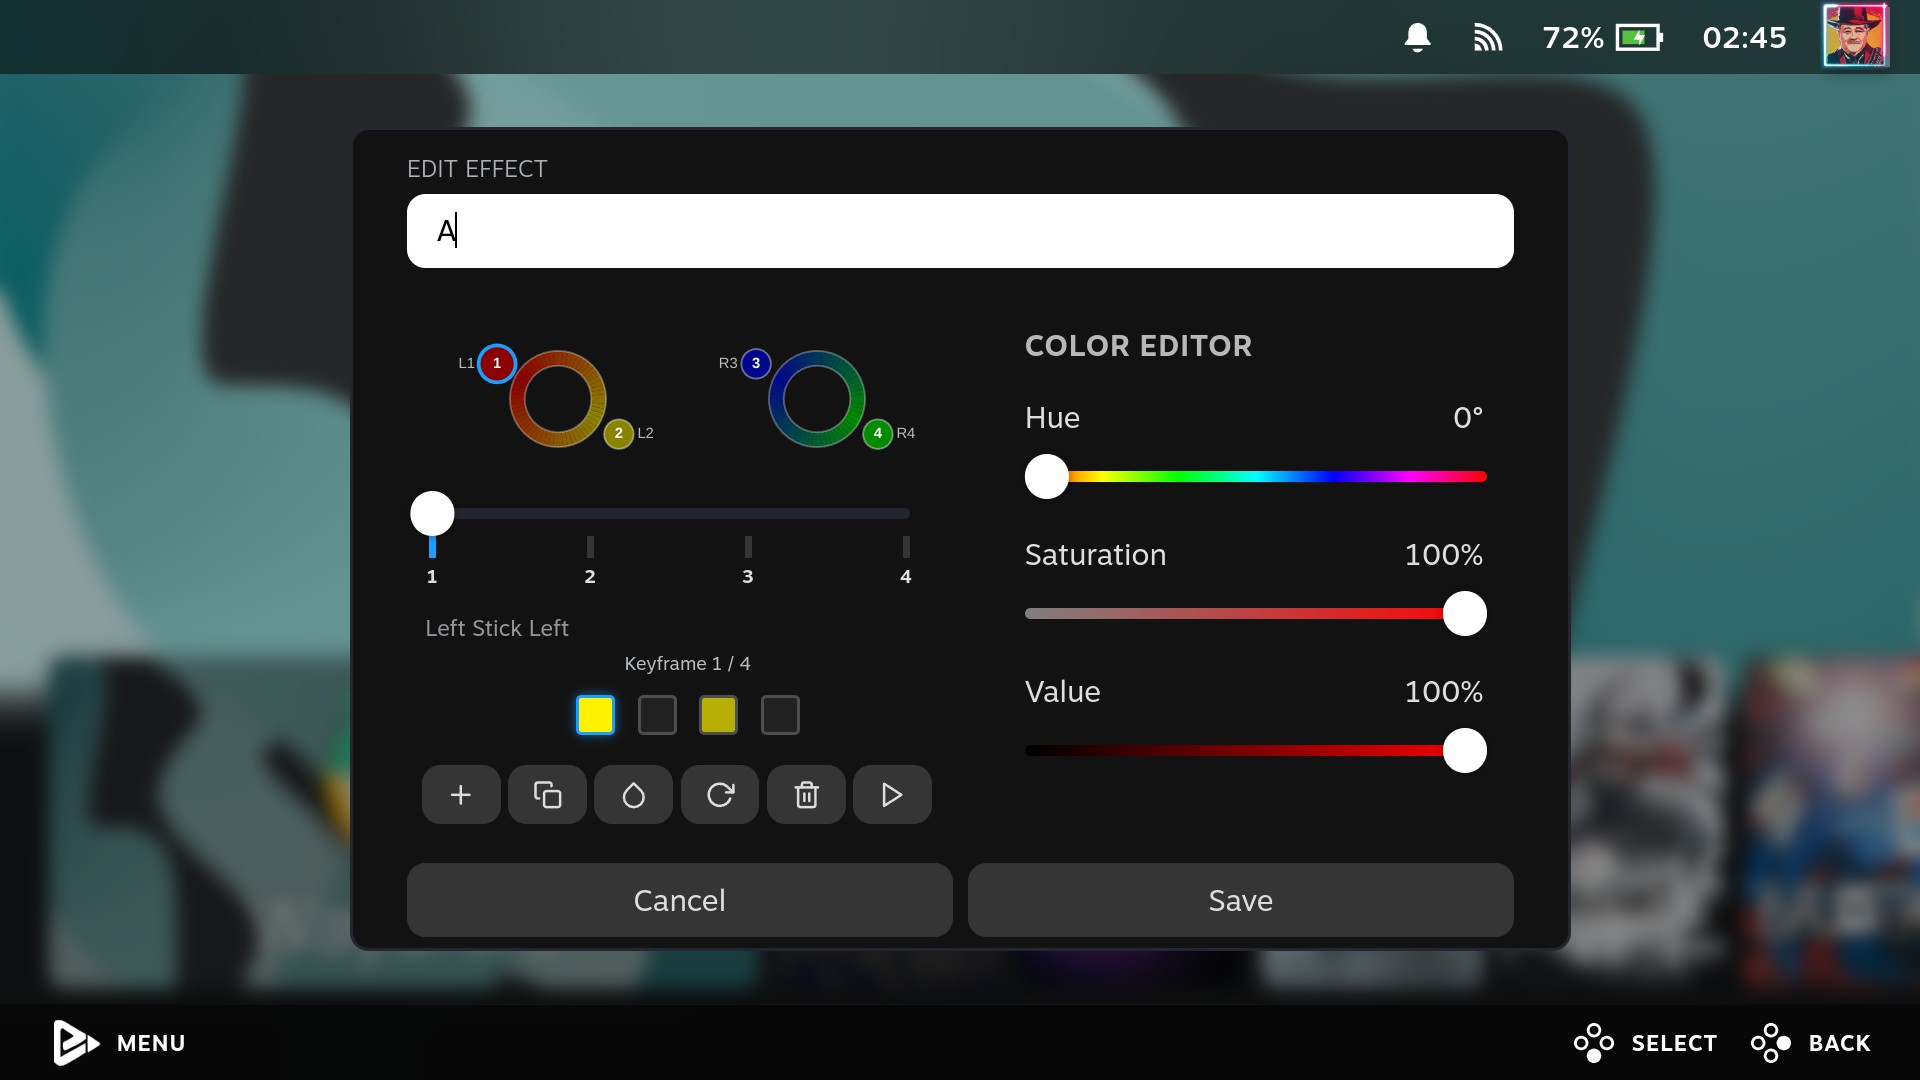 72%
02:45
EDIT EFFECT
A
L1 1
2 L2
R3 3
4 R4
1 2 3 4
Left Stick Left
Keyframe 1 / 4
COLOR EDITOR
Hue 0°
Saturation 100%
Value 100%
Cancel
Save
MENU
SELECT
BACK